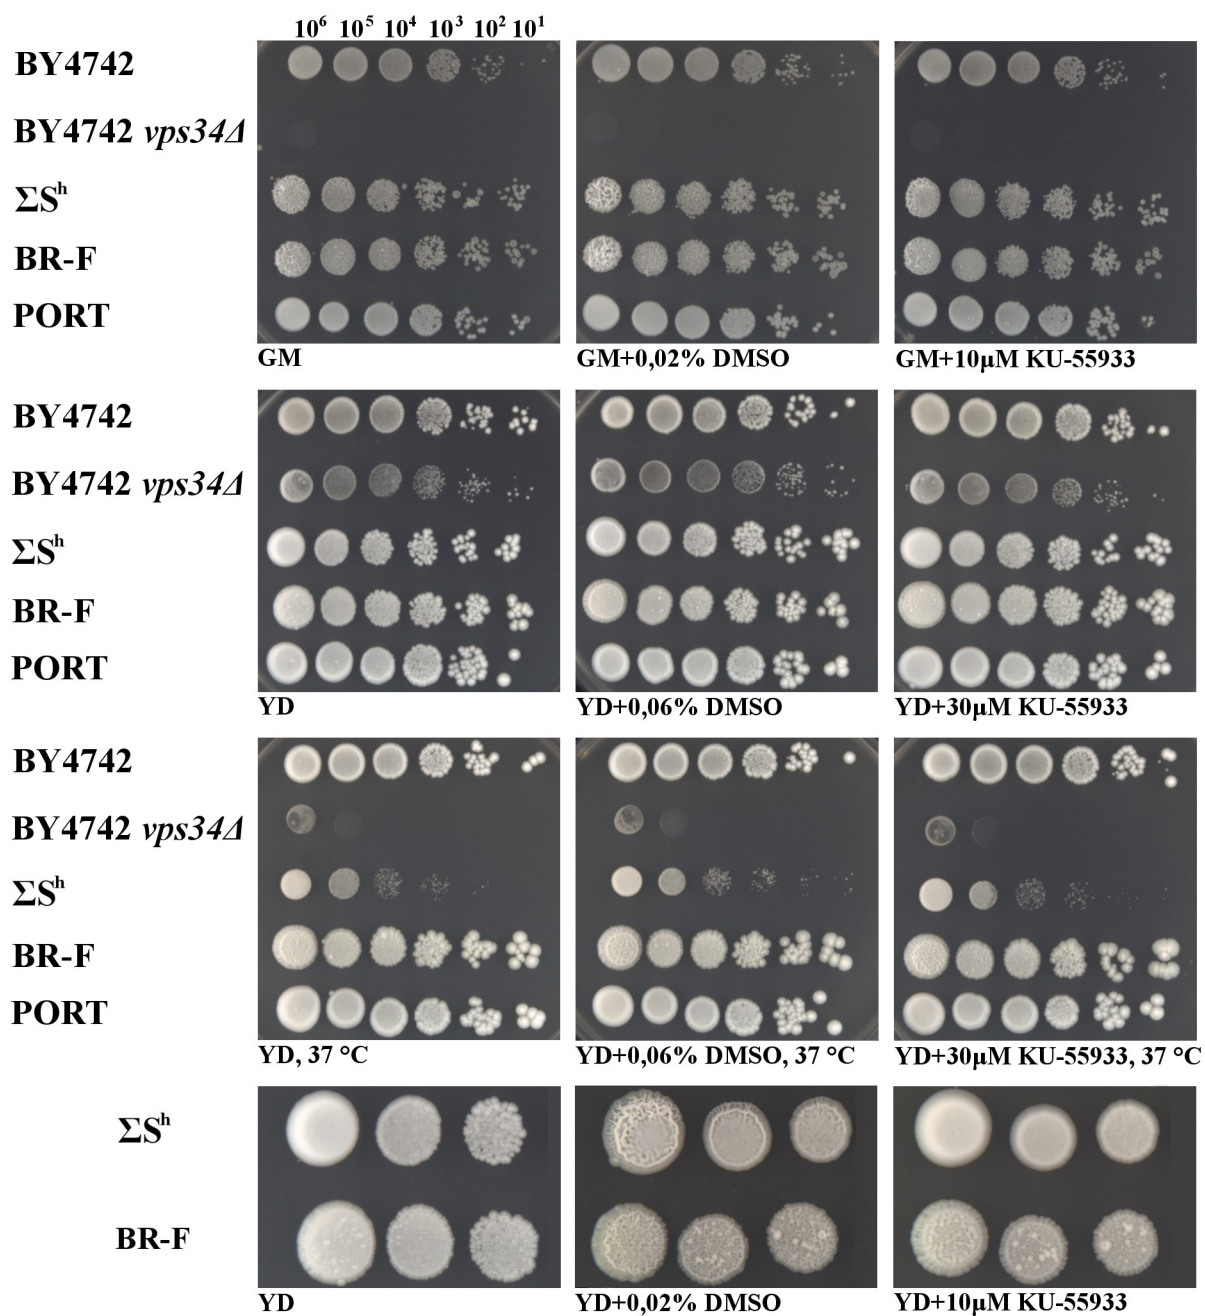 10⁶ 10⁵ 10⁴ 10³ 10² 10¹
BY4742
BY4742 vps34Δ
ΣSʰ
BR-F
PORT
GM GM+0,02% DMSO GM+10µM KU-55933
BY4742
BY4742 vps34Δ
ΣSʰ
BR-F
PORT
YD YD+0,06% DMSO YD+30µM KU-55933
BY4742
BY4742 vps34Δ
ΣSʰ
BR-F
PORT
YD, 37 °C YD+0,06% DMSO, 37 °C YD+30µM KU-55933, 37 °C
ΣSʰ
BR-F
YD YD+0,02% DMSO YD+10µM KU-55933